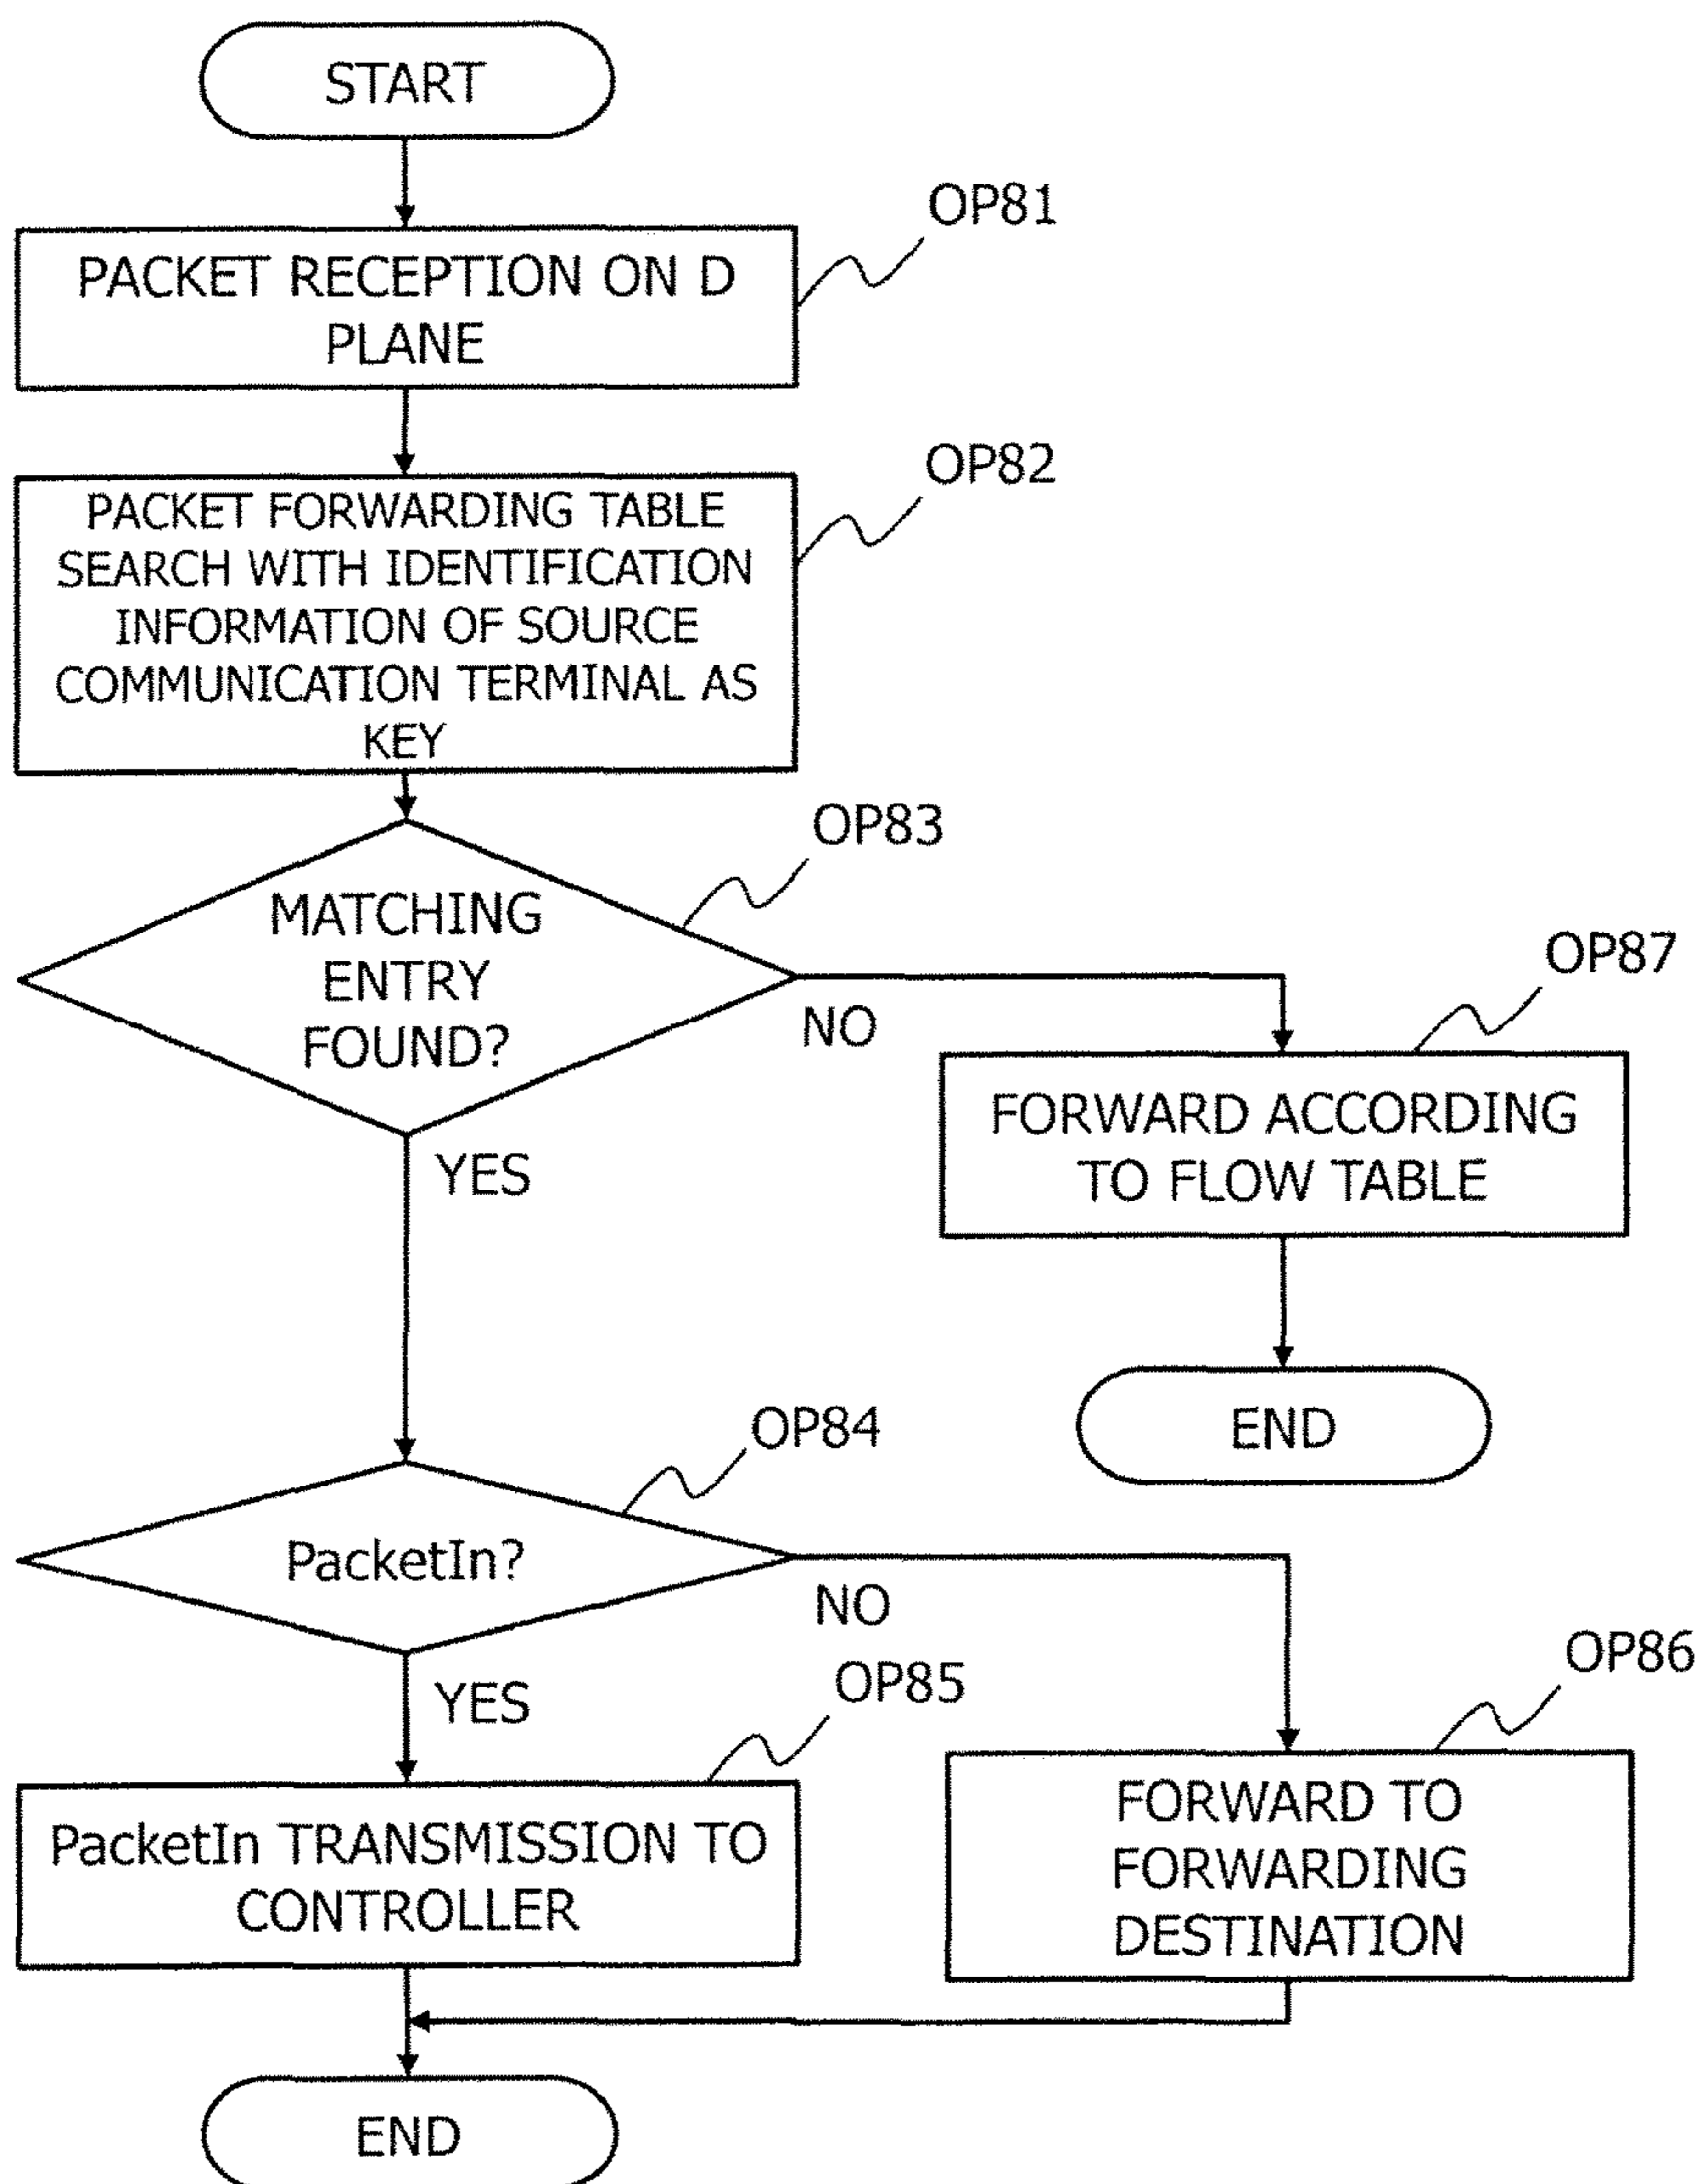 START
OP81
PACKET RECEPTION ON D
PLANE
OP82
PACKET FORWARDING TABLE
SEARCH WITH IDENTIFICATION
INFORMATION OF SOURCE
COMMUNICATION TERMINAL AS
KEY
OP83
MATCHING
ENTRY
FOUND?
NO
YES
OP87
FORWARD ACCORDING
TO FLOW TABLE
END
OP84
PacketIn?
NO
YES
OP85
PacketIn TRANSMISSION TO
CONTROLLER
OP86
FORWARD TO
FORWARDING
DESTINATION
END